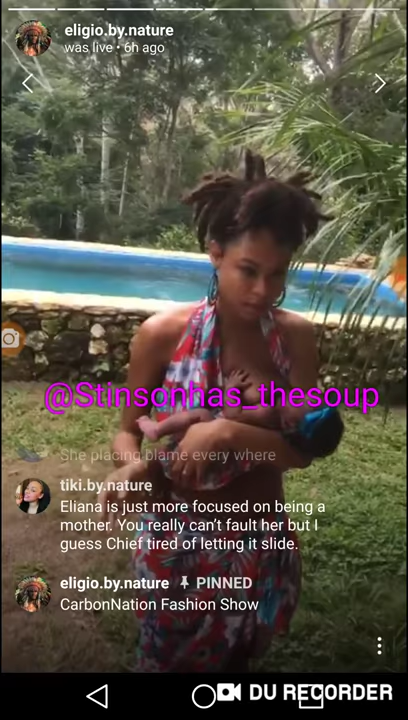 eligio.by.nature
was live • 6h ago
@Stinsonhas_thesoup
She placing blame every where
tiki.by.nature
Eliana is just more focused on being a
mother. You really can't fault her but I
guess Chief tired of letting it slide.
eligio.by.nature PINNED
CarbonNation Fashion Show
DU RECORDER